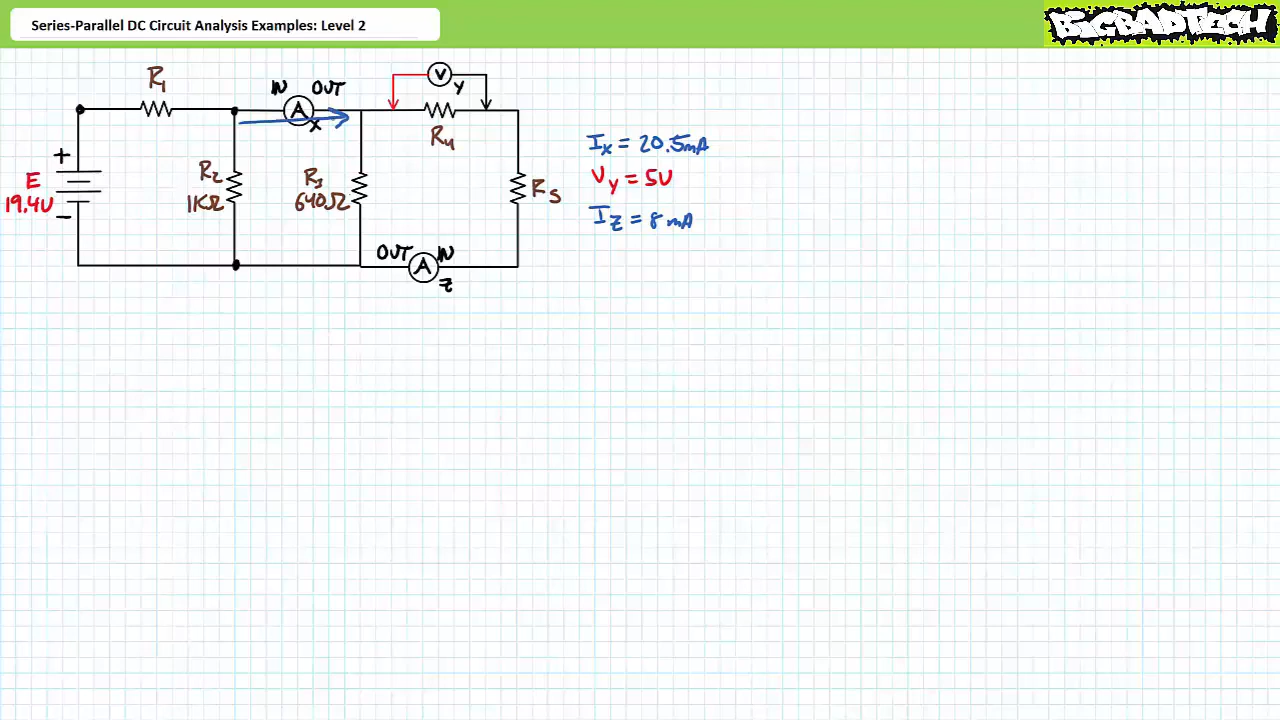 Series-Parallel DC Circuit Analysis Examples: Level 2
BIGBADTECH
R1
IN OUT
A
X
V
Y
R4
+
E
19.4V
−
R2
1KΩ
R3
640Ω
R5
OUT IN
A
Z
Ix = 20.5mA
Vy = 5V
Iz = 8mA